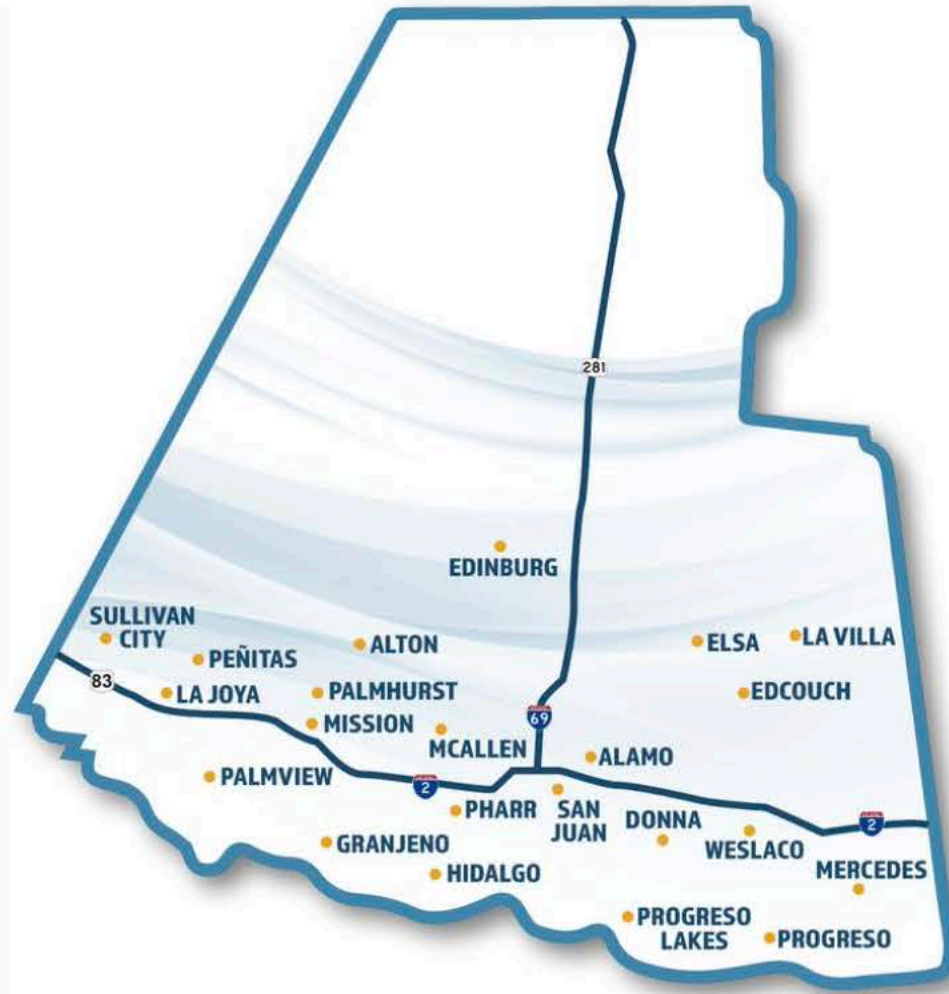 281
EDINBURG
SULLIVAN
CITY
ALTON
ELSA
LA VILLA
PEÑITAS
83
LA JOYA
PALMHURST
EDCOUCH
MISSION
69
MCALLEN
ALAMO
PALMVIEW
2
PHARR
SAN
JUAN
DONNA
2
WESLACO
GRANJENO
HIDALGO
MERCEDES
PROGRESO
LAKES
PROGRESO